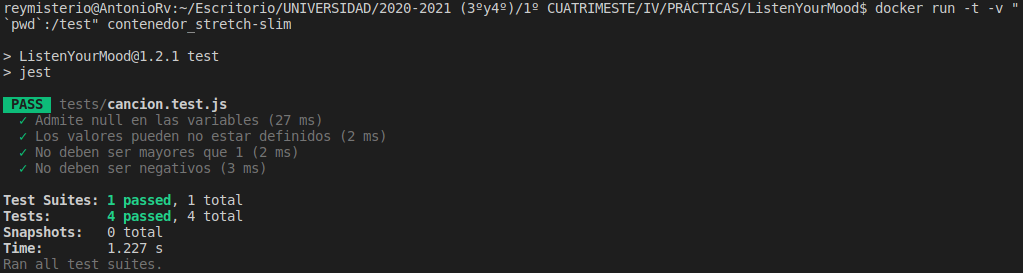 reymisterio@AntonioRv:~/Escritorio/UNIVERSIDAD/2020-2021 (3ºy4º)/1º CUATRIMESTE/IV/PRÁCTICAS/ListenYourMood$ docker run -t -v "
`pwd`:/test" contenedor_stretch-slim
> ListenYourMood@1.2.1 test
> jest
PASS tests/cancion.test.js
✓ Admite null en las variables (27 ms)
✓ Los valores pueden no estar definidos (2 ms)
✓ No deben ser mayores que 1 (2 ms)
✓ No deben ser negativos (3 ms)
Test Suites: 1 passed, 1 total
Tests: 4 passed, 4 total
Snapshots: 0 total
Time: 1.227 s
Ran all test suites.